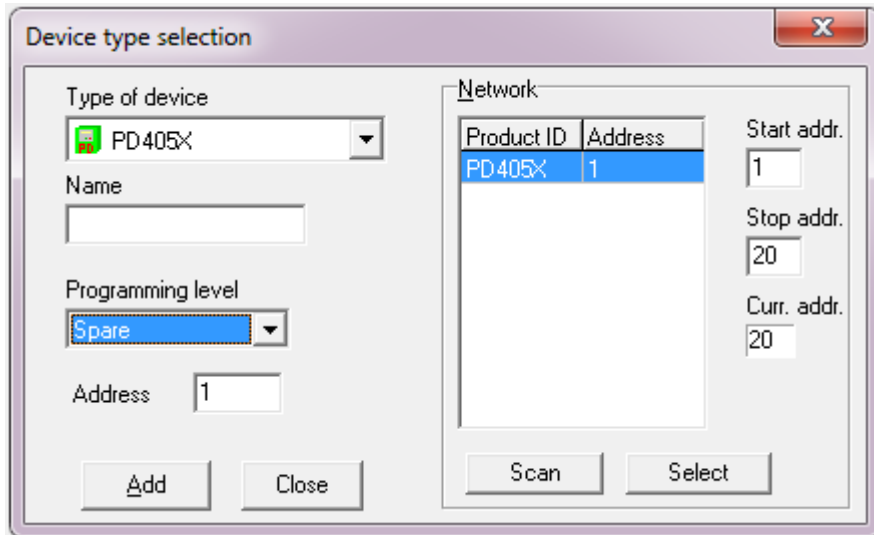 Device type selection
Type of device
PD PD405X
Name
Programming level
Spare
Address 1
Add Close
Network
Product ID Address
PD405X 1
Start addr.
1
Stop addr.
20
Curr. addr.
20
Scan Select